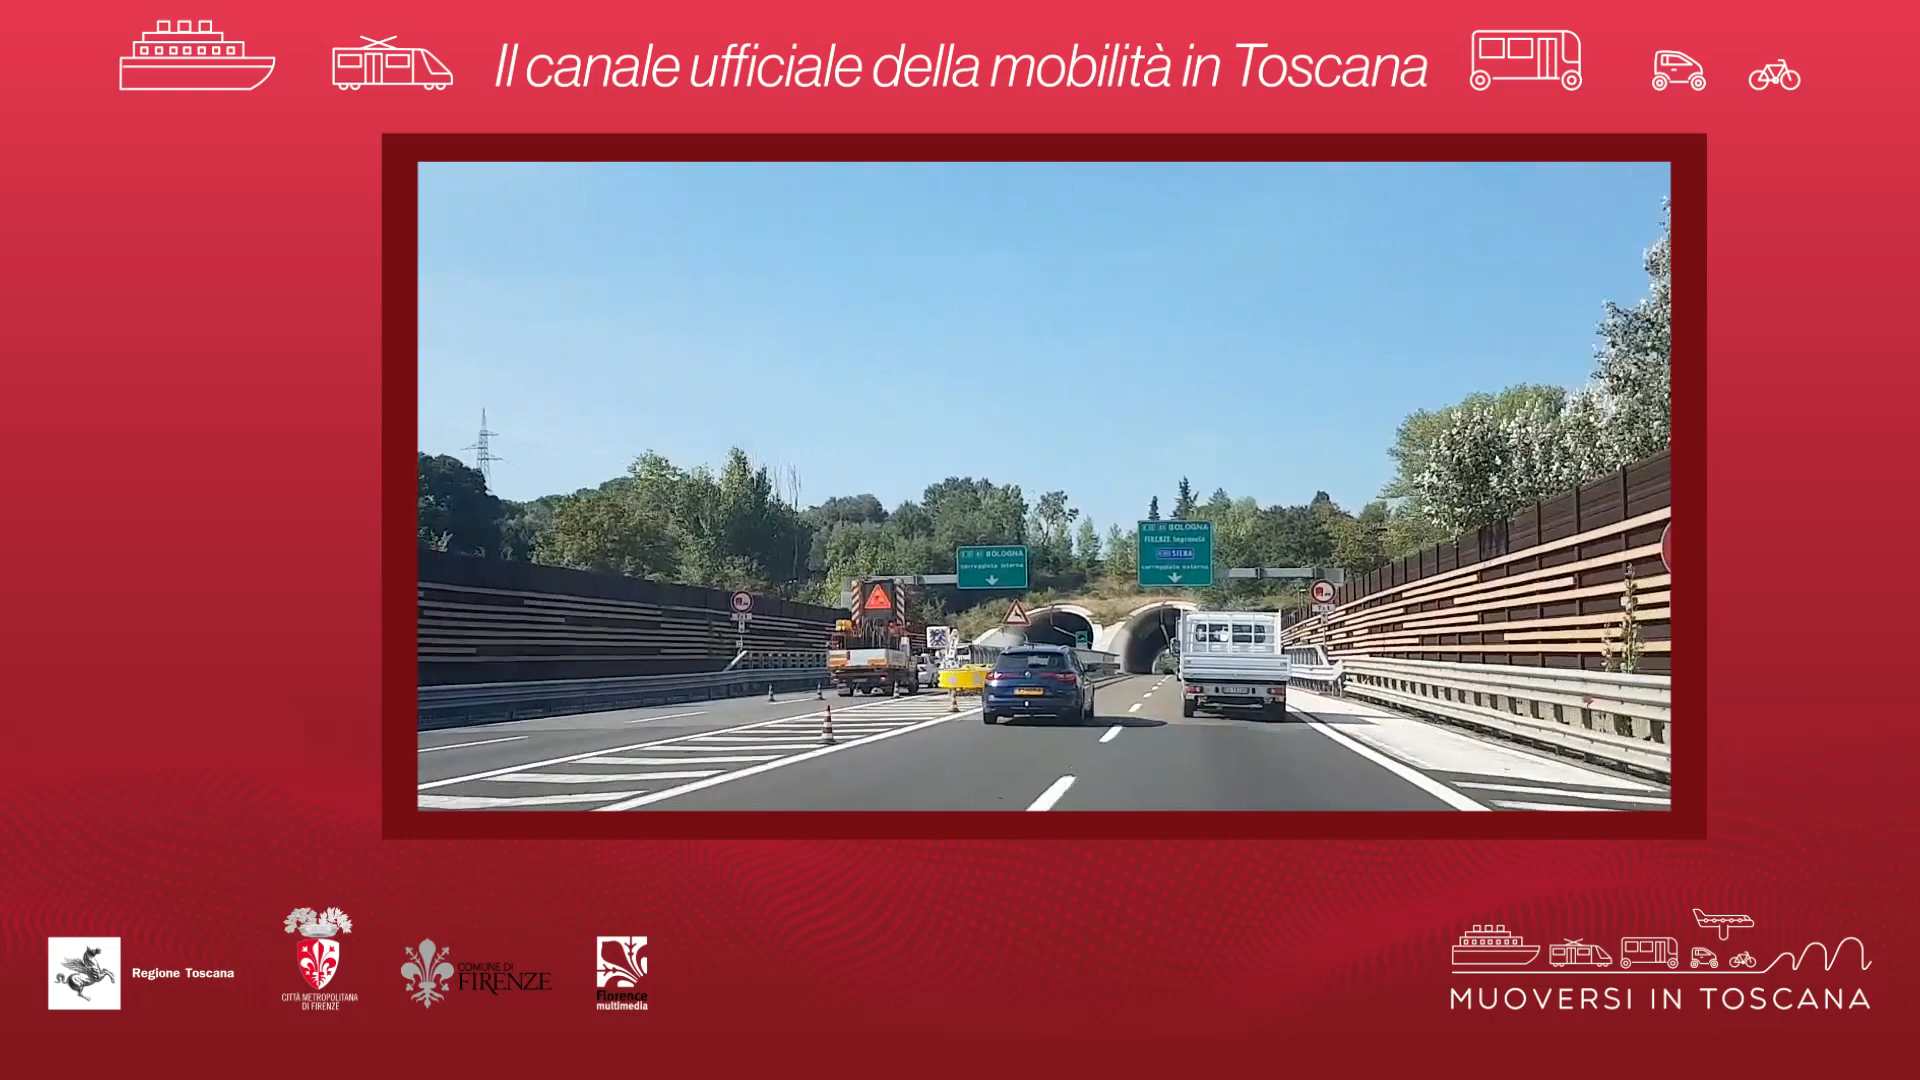 Il canale ufficiale della mobilità in Toscana
BOLOGNA
carreggiata interna
BOLOGNA
FIRENZE Impruneta
SIENA
carreggiata esterna
Regione Toscana
CITTÀ METROPOLITANA
DI FIRENZE
COMUNE DI
FIRENZE
Florence
multimedia
MUOVERSI IN TOSCANA